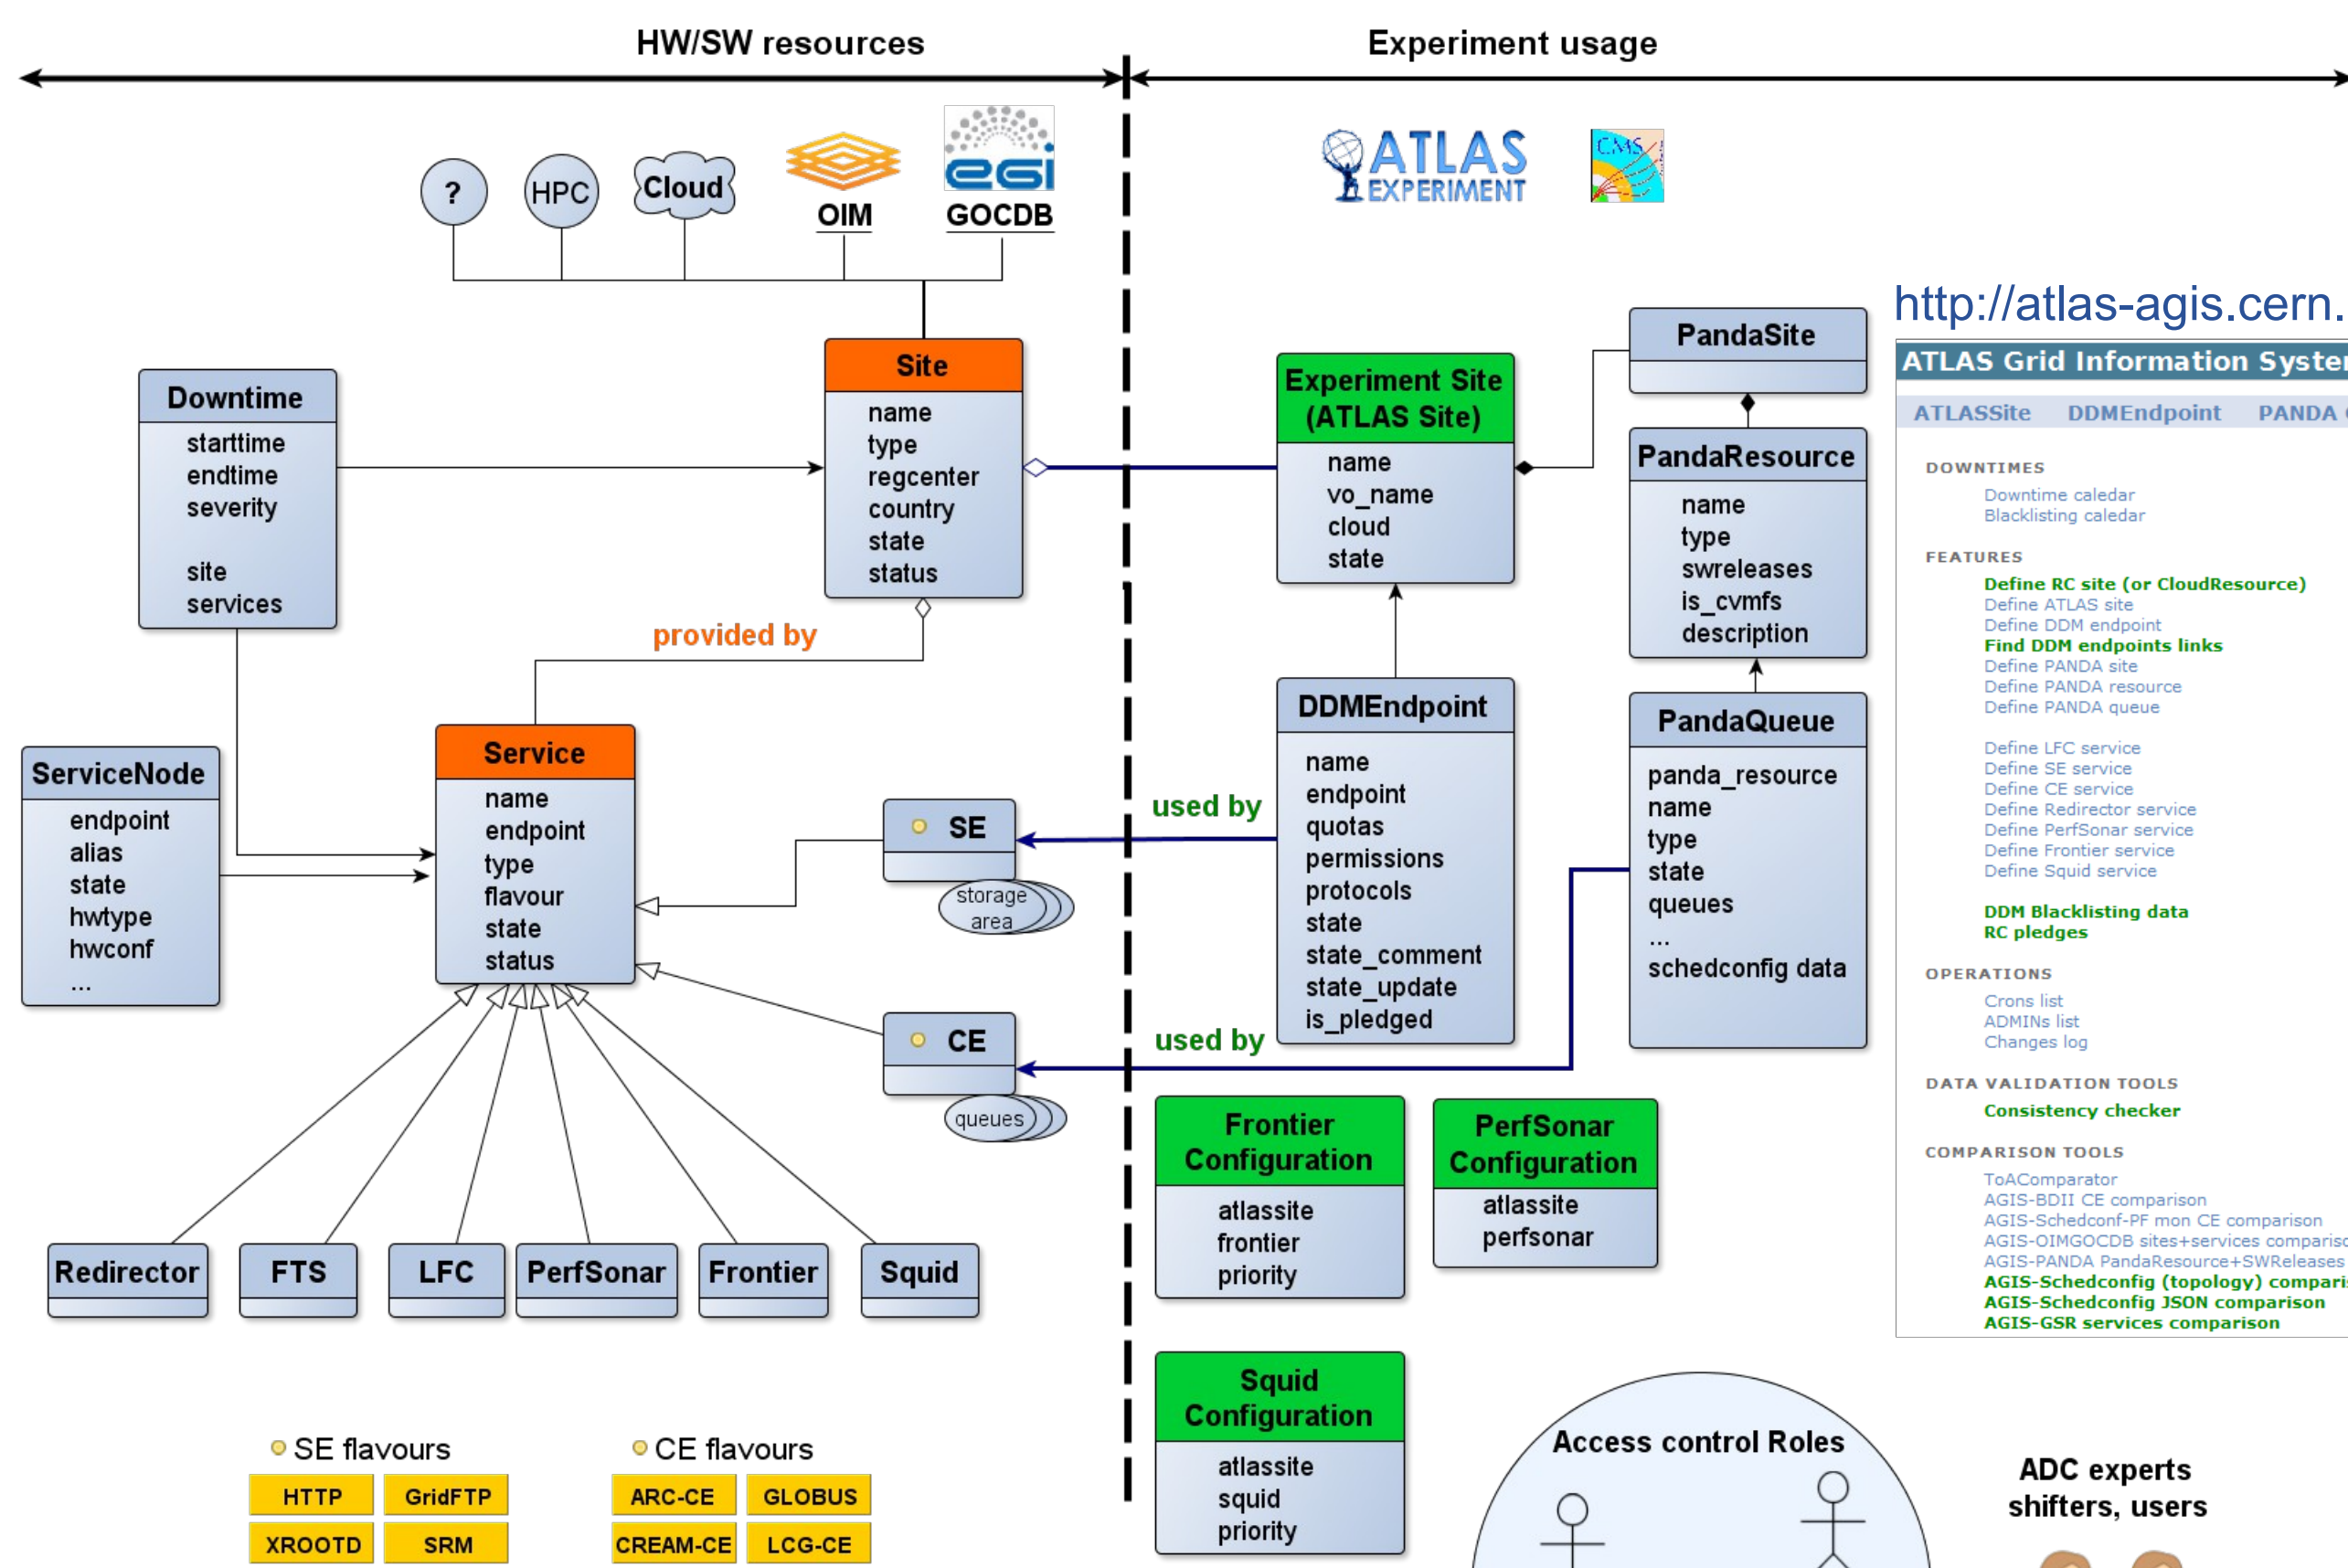 HW/SW resources
Experiment usage
?
HPC
Cloud
OIM
egi
GOCDB
ATLAS
EXPERIMENT
CMS
http://atlas-agis.cern.
Site
name
type
regcenter
country
state
status
Downtime
starttime
endtime
severity
site
services
provided by
Service
name
endpoint
type
flavour
state
status
ServiceNode
endpoint
alias
state
hwtype
hwconf
...
SE
storage
area
CE
queues
used by
used by
Redirector
FTS
LFC
PerfSonar
Frontier
Squid
SE flavours
HTTP
GridFTP
XROOTD
SRM
CE flavours
ARC-CE
GLOBUS
CREAM-CE
LCG-CE
Experiment Site
(ATLAS Site)
name
vo_name
cloud
state
PandaSite
PandaResource
name
type
swreleases
is_cvmfs
description
DDMEndpoint
name
endpoint
quotas
permissions
protocols
state
state_comment
state_update
is_pledged
PandaQueue
panda_resource
name
type
state
queues
...
schedconfig data
Frontier
Configuration
atlassite
frontier
priority
PerfSonar
Configuration
atlassite
perfsonar
Squid
Configuration
atlassite
squid
priority
Access control Roles
ADC experts
shifters, users
ATLAS Grid Information
ATLASSite DDMEndpoint PANDA
DOWNTIMES
Downtime caledar
Blacklisting caledar
FEATURES
Define RC site (or CloudResource)
Define ATLAS site
Define DDM endpoint
Find DDM endpoints links
Define PANDA site
Define PANDA resource
Define PANDA queue
Define LFC service
Define SE service
Define CE service
Define Redirector service
Define PerfSonar service
Define Frontier service
Define Squid service
DDM Blacklisting data
RC pledges
OPERATIONS
Crons list
ADMINs list
Changes log
DATA VALIDATION TOOLS
Consistency checker
COMPARISON TOOLS
ToAComparator
AGIS-BDII CE comparison
AGIS-Schedconf-PF mon CE comparison
AGIS-OIMGOCDB sites+services
AGIS-PANDA PandaResource+SWReleases
AGIS-Schedconfig (topology)
AGIS-Schedconfig JSON comparison
AGIS-GSR services comparison